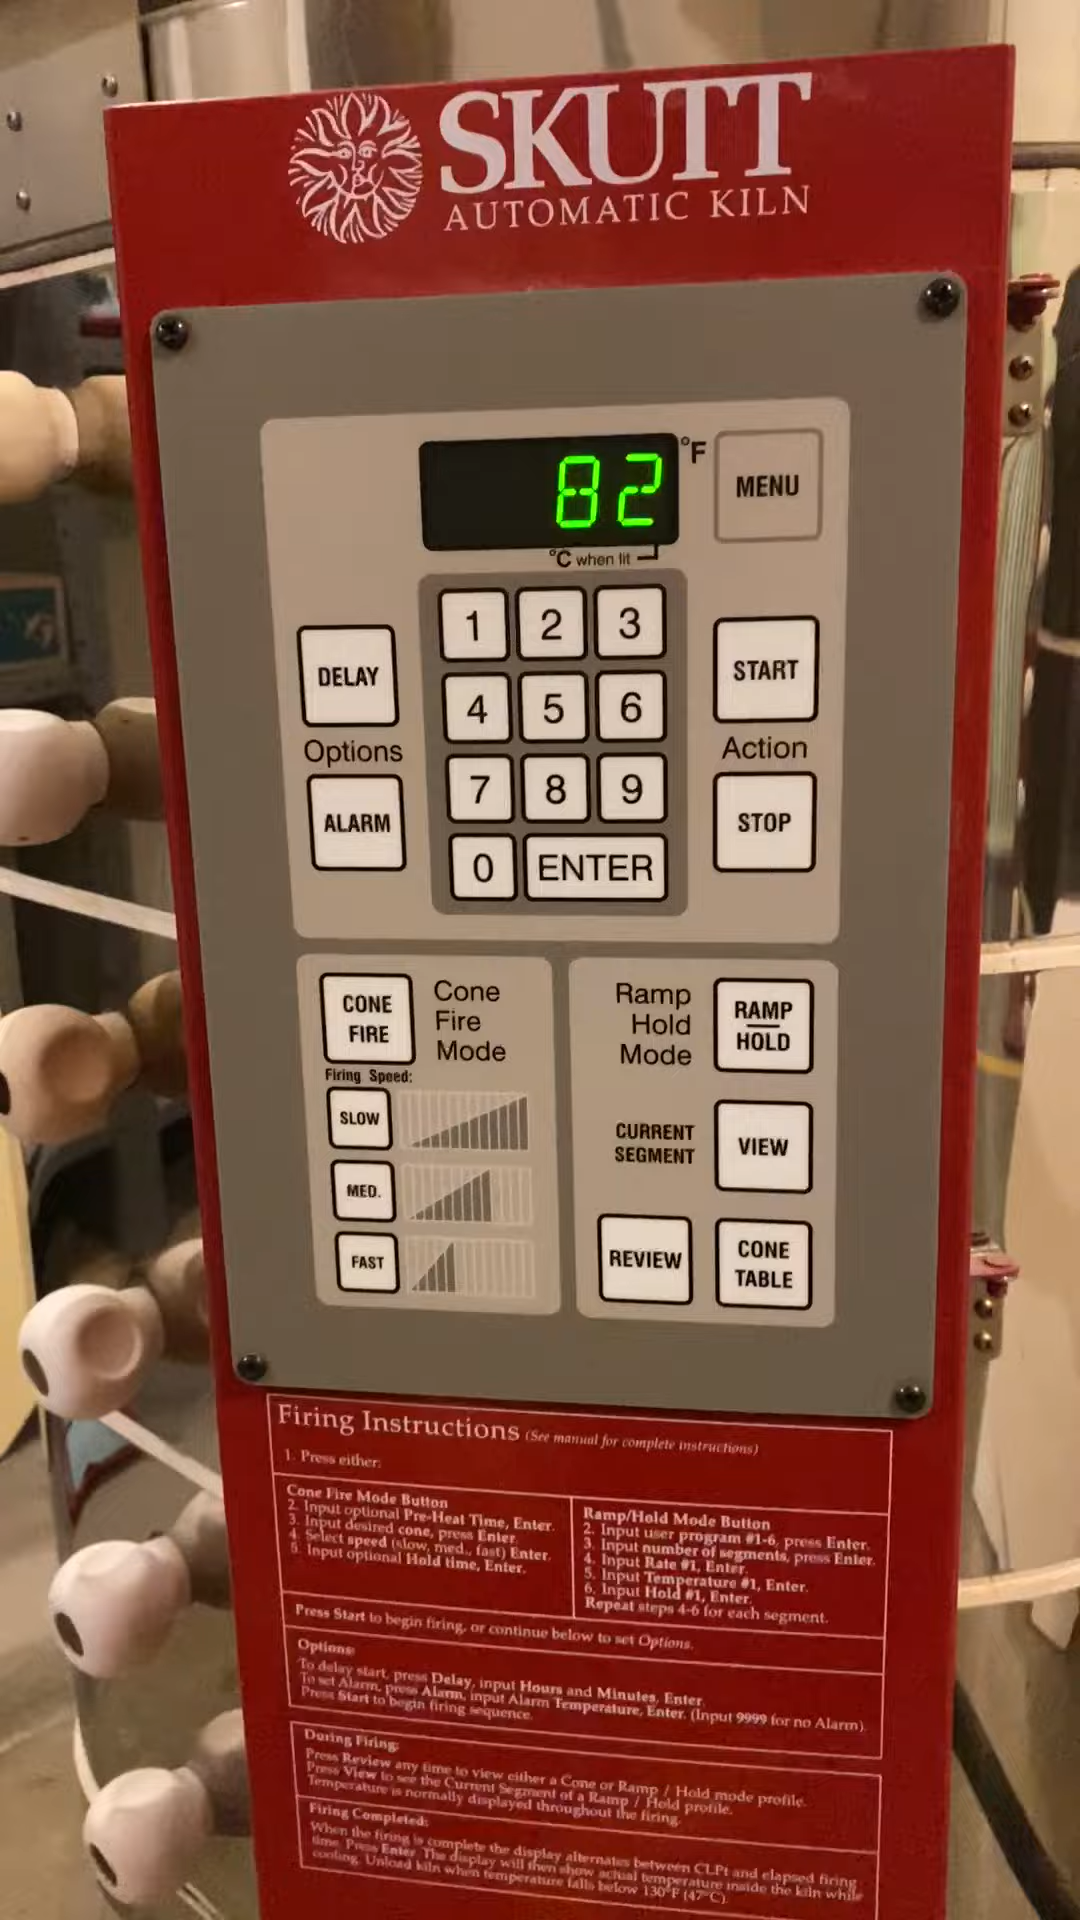 SKUTT
AUTOMATIC KILN
82
°F
MENU
°C when lit
1 2 3
DELAY
START
4 5 6
Options
Action
7 8 9
ALARM
STOP
0 ENTER
CONE
FIRE
Cone
Fire
Mode
Firing Speed:
SLOW
MED.
FAST
Ramp
Hold
Mode
RAMP
HOLD
CURRENT
SEGMENT
VIEW
REVIEW
CONE
TABLE
Firing Instructions (See manual for complete instructions)
1. Press either:
Cone Fire Mode Button
2. Input optional Pre-Heat Time, Enter.
3. Input desired cone, press Enter.
4. Select speed (slow, med., fast) Enter.
5. Input optional Hold time, Enter.
Ramp/Hold Mode Button
2. Input user program #1-6, press Enter.
3. Input number of segments, press Enter.
4. Input Rate #1, Enter.
5. Input Temperature #1, Enter.
6. Input Hold #1, Enter.
Repeat steps 4-6 for each segment.
Press Start to begin firing, or continue below to set Options.
Options:
To delay start, press Delay, input Hours and Minutes, Enter.
To set Alarm, press Alarm, input Alarm Temperature, Enter. (Input 9999 for no Alarm).
Press Start to begin firing sequence.
During Firing:
Press Review any time to view either a Cone or Ramp / Hold mode profile.
Press View to see the Current Segment of a Ramp / Hold profile.
Temperature is normally displayed throughout the firing.
Firing Completed:
When the firing is complete the display alternates between CLPt and elapsed firing
time. Press Enter. The display will then show actual temperature inside the kiln while
cooling. Unload kiln when temperature falls below 130°F (47°C).